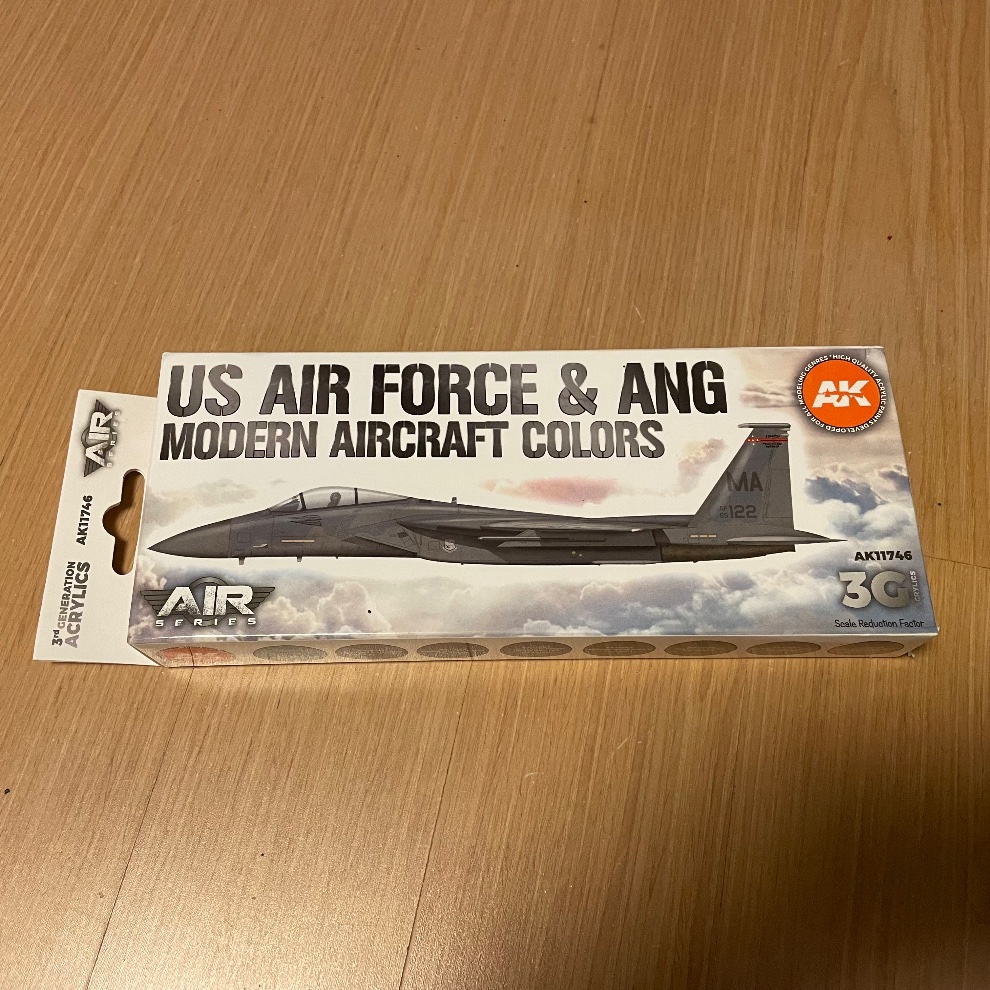 US AIR FORCE & ANG
MODERN AIRCRAFT COLORS
AK
ALL MODELING GENRES * HIGH QUALITY ACRYLIC PAINTS DEVELOPED FOR
MA
122
AK11746
3G
ACRYLICS
Scale Reduction Factor
AIR
SERIES
AIR
SERIES
AK11746
3rd GENERATION
ACRYLICS